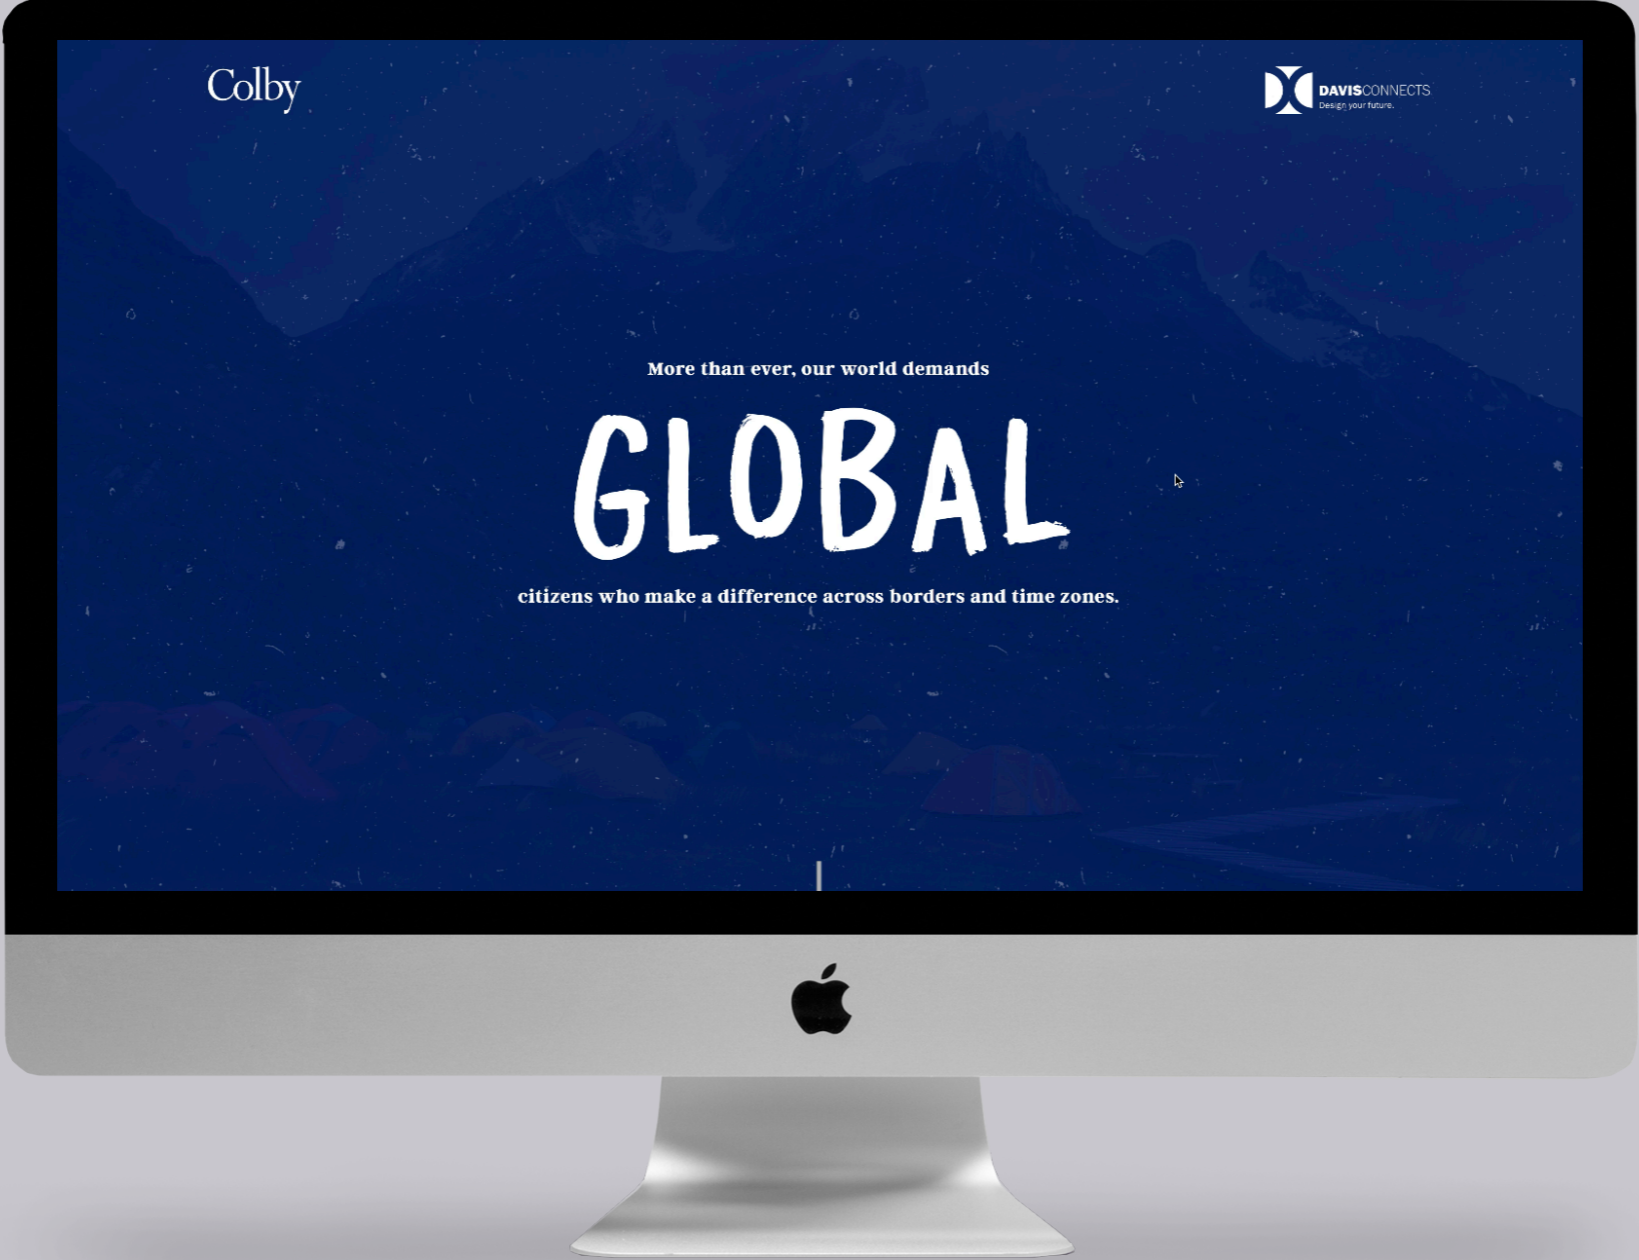 Colby
DAVISCONNECTS
Design your future.
More than ever, our world demands
GLOBAL
citizens who make a difference across borders and time zones.